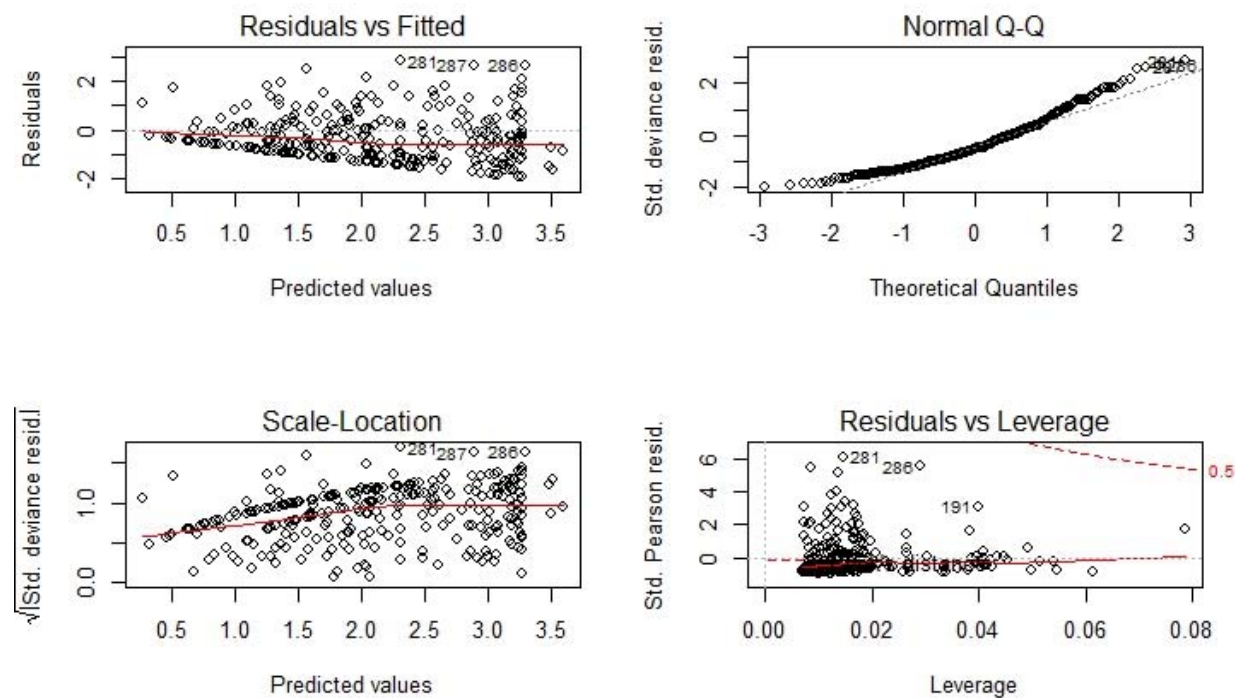 Residuals vs Fitted
Residuals
2
0
-2
281
287
286
0.5 1.0 1.5 2.0 2.5 3.0 3.5
Predicted values
Normal Q-Q
Std. deviance resid.
2
0
-2
-3 -2 -1 0 1 2 3
Theoretical Quantiles
Scale-Location
√|Std. deviance resid.|
1.0
0.0
281
287
286
0.5 1.0 1.5 2.0 2.5 3.0 3.5
Predicted values
Residuals vs Leverage
Std. Pearson resid.
6
4
2
0
281
286
191
0.5
0.00 0.02 0.04 0.06 0.08
Leverage